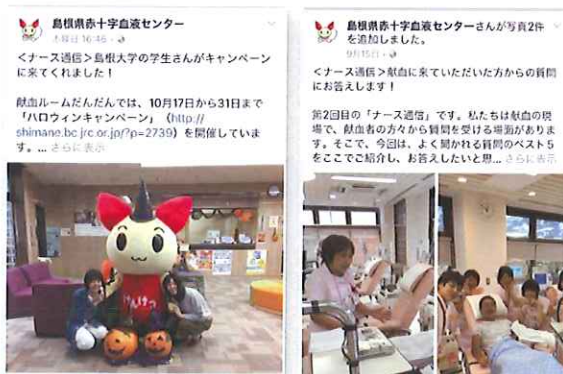 島根県赤十字血液センター
木曜日 16:46・
<ナース通信>島根大学の学生さんがキャンペーン
に来てくれました!
献血ルームだんだんでは、10月17日から31日まで
「ハロウィンキャンペーン」(http://
shimane.bc.jrc.or.jp/?p=2739)を開催していま
す。... さらに表示
けんけつ
島根県赤十字血液センターさんが写真2件
を追加しました。
9月15日・
<ナース通信>献血に来ていただいた方からの質問
にお答えします!
第2回目の「ナース通信」です。私たちは献血の現
場で、献血者の方々から質問を受ける場面がありま
す。そこで、今回は、よく聞かれる質問のベスト5
をここでご紹介し、お答えしたいと思... さらに表示